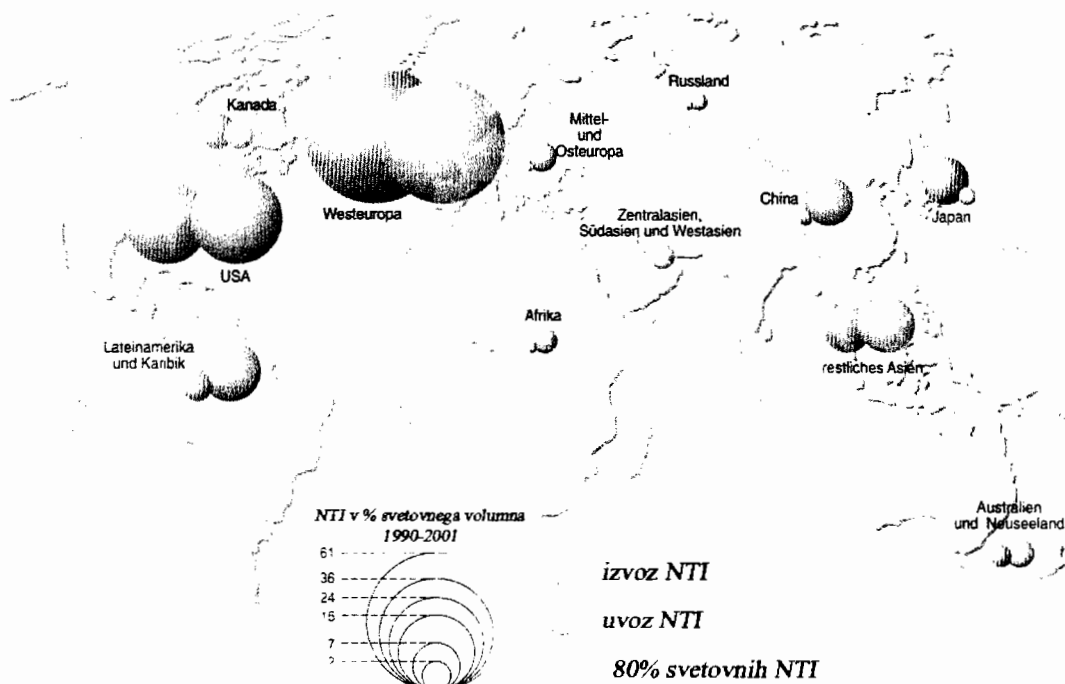 Russland
Kanada
Mittel-
und
Osteuropa
Westeuropa
China
Japan
Zentralasien,
Südasien und Westasien
USA
Afrika
Lateinamerika
und Karibik
restliches Asien
Australien
und Neuseeland
NTI v % svetovnega volumna
1990-2001
61
36
24
15
7
2
izvoz NTI
uvoz NTI
80% svetovnih NTI